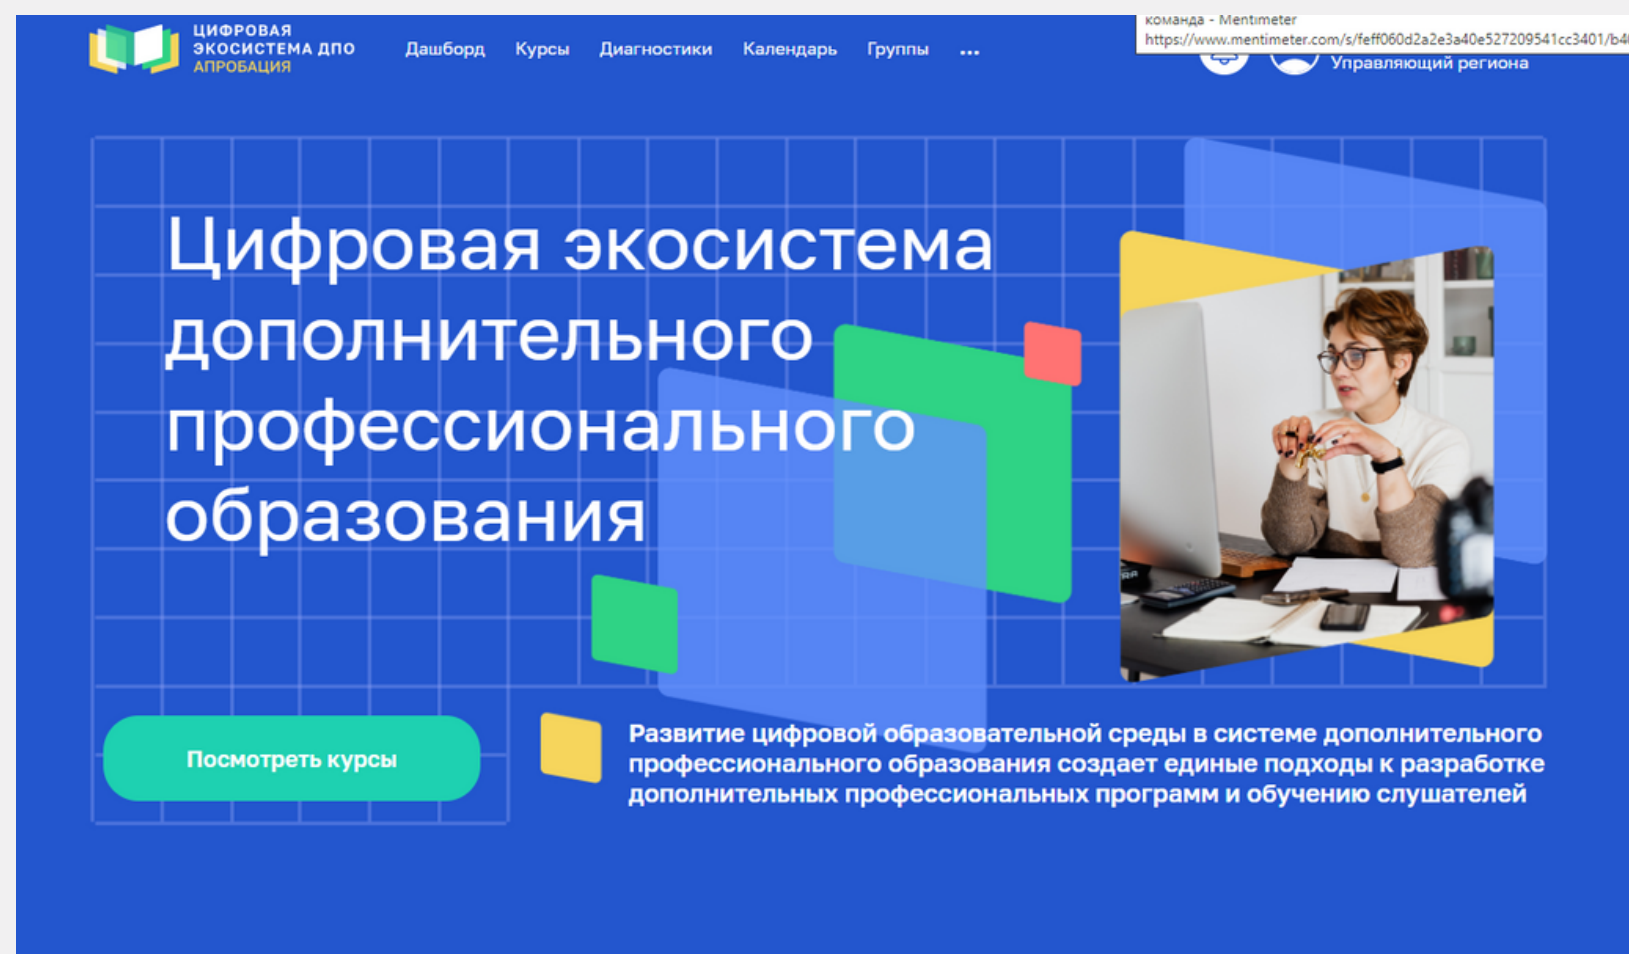 команда - Mentimeter
https://www.mentimeter.com/s/feff060d2a2e3a40e527209541cc3401/b4
ЦИФРОВАЯ
ЭКОСИСТЕМА ДПО
АПРОБАЦИЯ
Дашборд Курсы Диагностики Календарь Группы ...
Управляющий региона
Цифровая экосистема
дополнительного
профессионального
образования
Посмотреть курсы
Развитие цифровой образовательной среды в системе дополнительного
профессионального образования создает единые подходы к разработке
дополнительных профессиональных программ и обучению слушателей